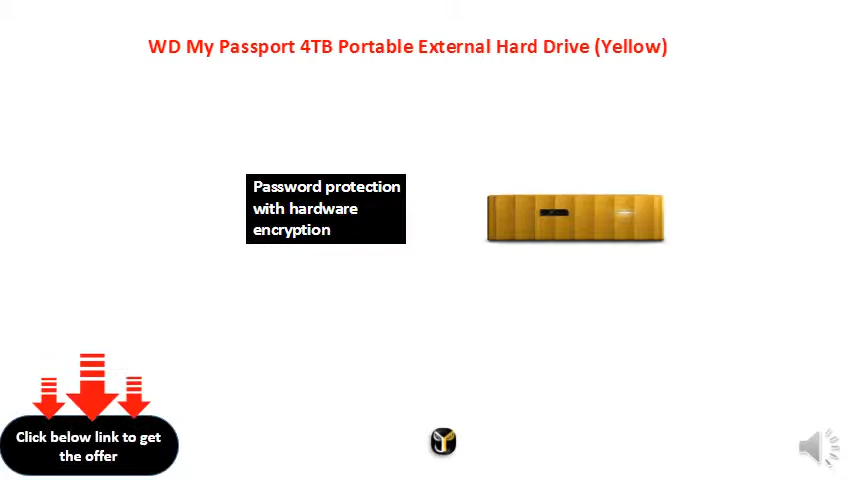 WD My Passport 4TB Portable External Hard Drive (Yellow)
Password protection
with hardware
encryption
Click below link to get
the offer